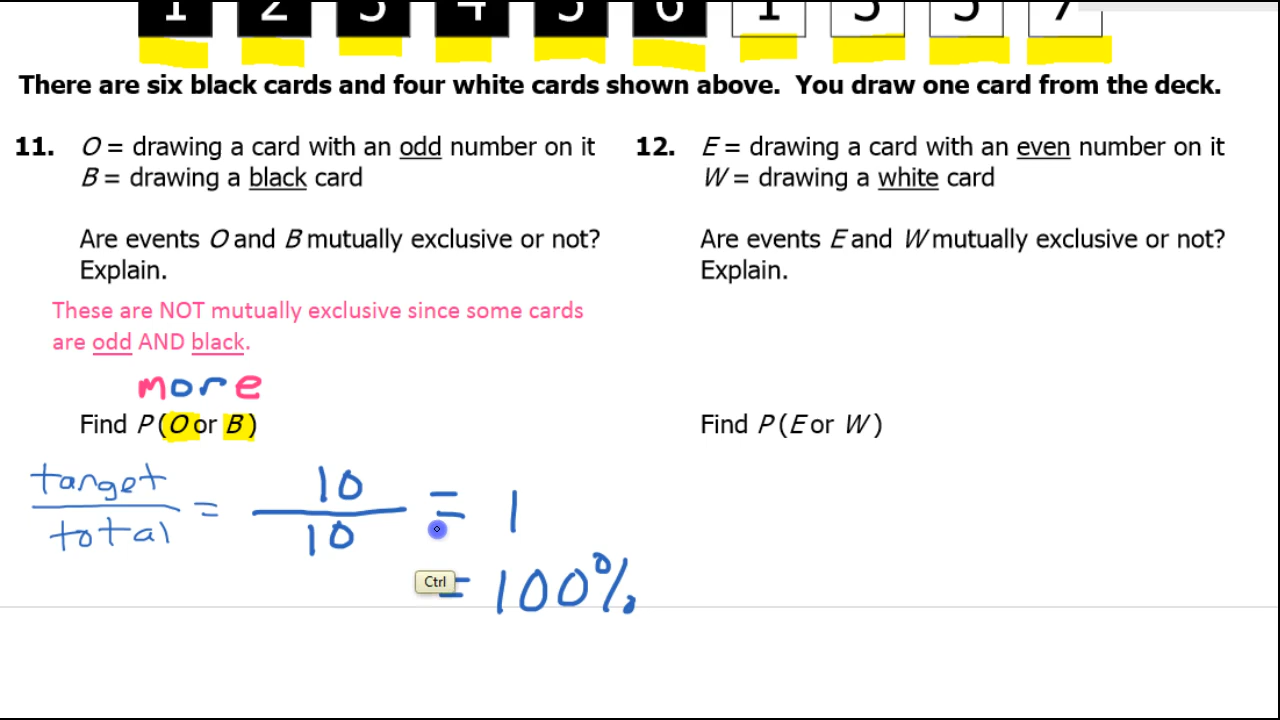 1 2 3 4 5 6 1 3 5 7
There are six black cards and four white cards shown above.  You draw one card from the deck.
11. O = drawing a card with an odd number on it
B = drawing a black card
Are events O and B mutually exclusive or not?
Explain.
These are NOT mutually exclusive since some cards
are odd AND black.
more
Find P(O or B)
target
total
=
10
10
= 1
Ctrl
= 100%
12. E = drawing a card with an even number on it
W = drawing a white card
Are events E and W mutually exclusive or not?
Explain.
Find P(E or W)